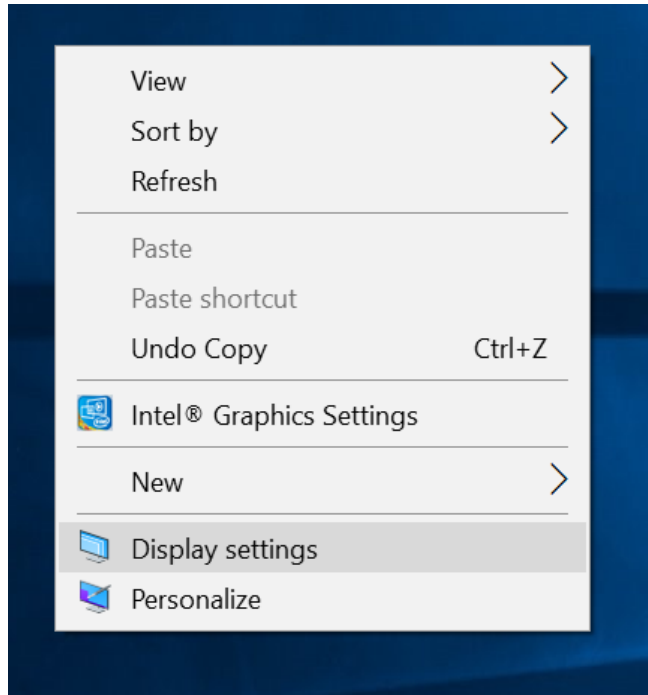 View
Sort by
Refresh
Paste
Paste shortcut
Undo Copy Ctrl+Z
Intel® Graphics Settings
New
Display settings
Personalize